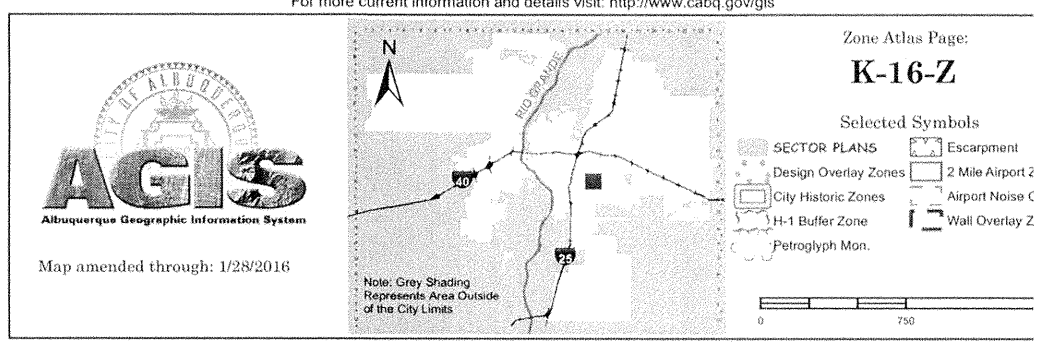 For more current information and details visit: http://www.cabq.gov/gis
CITY OF ALBUQUERQUE
AGIS
Albuquerque Geographic Information System
Map amended through: 1/28/2016
N
RIO GRANDE
40
25
Note: Grey Shading
Represents Area Outside
of the City Limits
Zone Atlas Page:
K-16-Z
Selected Symbols
SECTOR PLANS
Design Overlay Zones
City Historic Zones
H-1 Buffer Zone
Petroglyph Mon.
Escarpment
2 Mile Airport Z
Airport Noise C
Wall Overlay Z
0
750